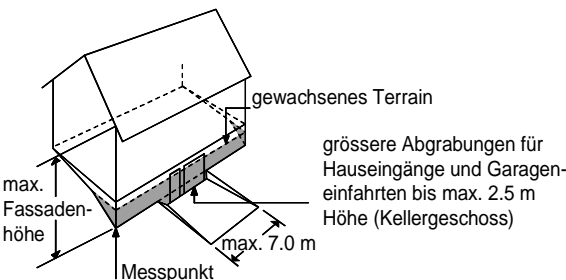 gewachsenes Terrain
grössere Abgrabungen für
Hauseingänge und Garagen-
einfahrten bis max. 2.5 m
Höhe (Kellergeschoss)
max.
Fassaden-
höhe
max. 7.0 m
Messpunkt